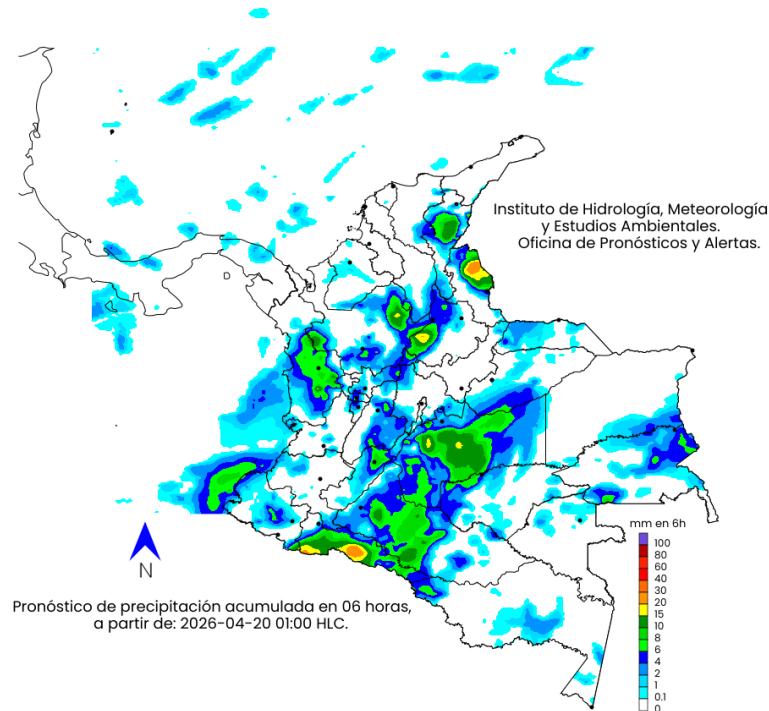 Instituto de Hidrología, Meteorología
y Estudios Ambientales.
Oficina de Pronósticos y Alertas.
N
mm en 6h
100
80
60
40
30
20
15
10
8
6
4
2
1
0.1
0
Pronóstico de precipitación acumulada en 06 horas,
a partir de: 2026-04-20 01:00 HLC.